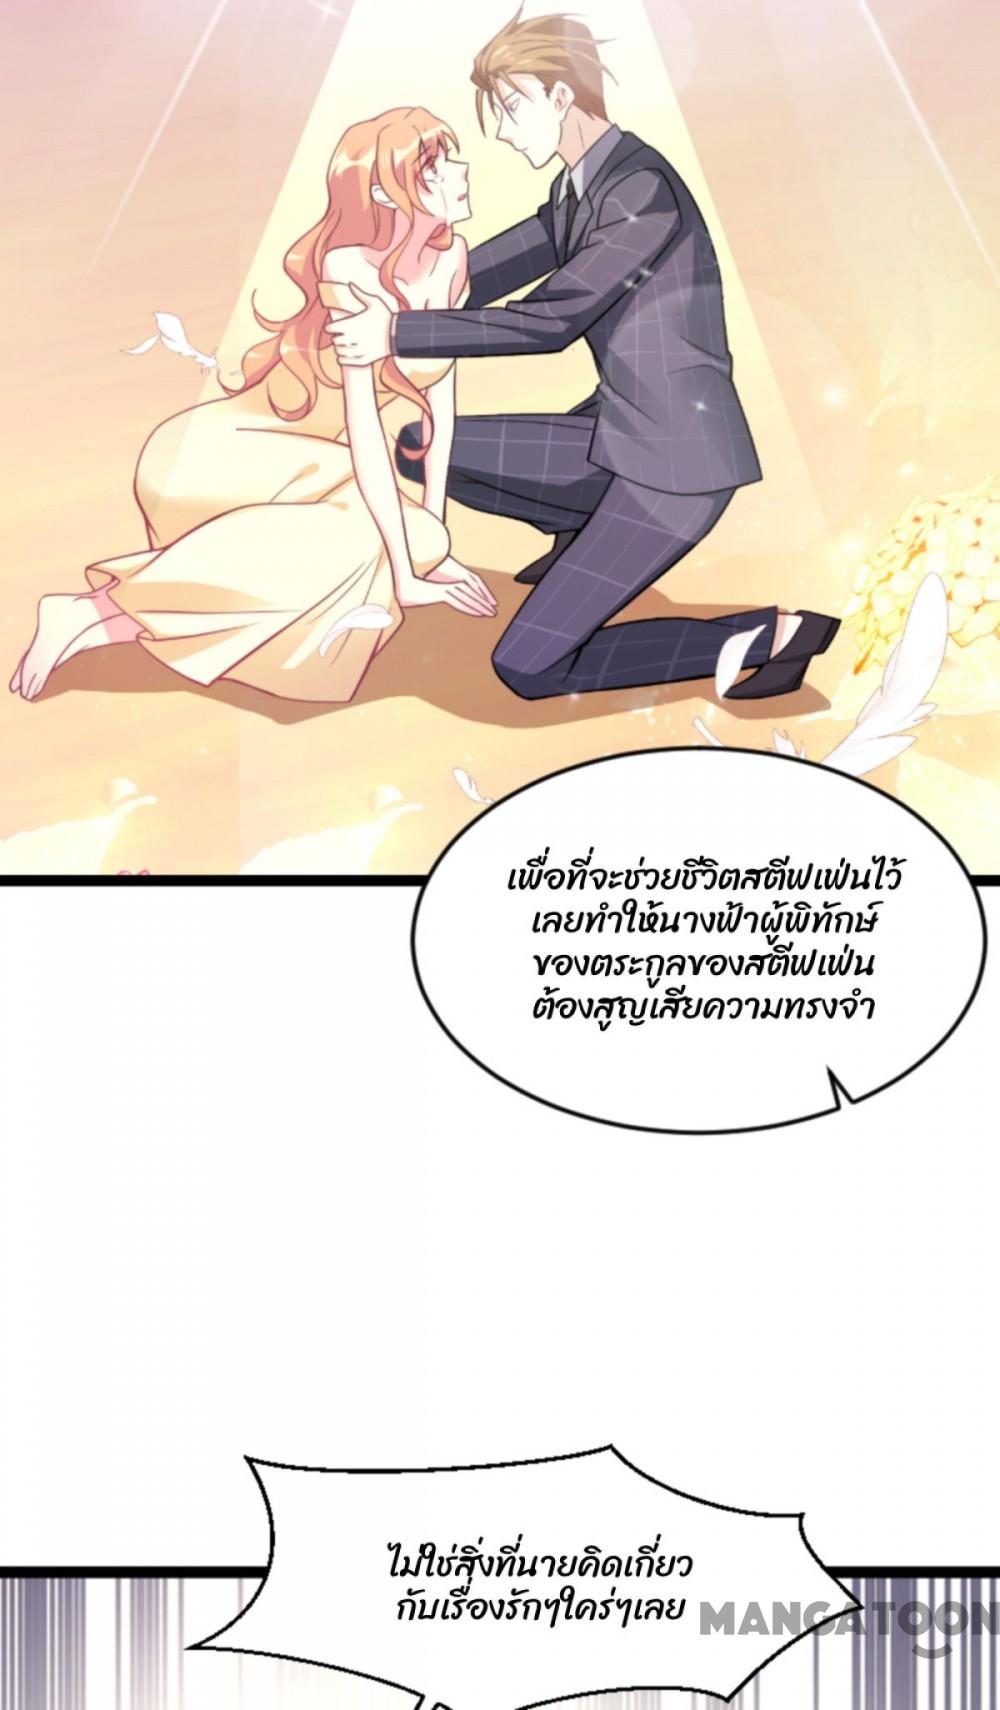 เพื่อที่จะช่วยชีวิตสตีฟเฟ่นไว้
เลยทำให้นางฟ้าผู้พิทักษ์
ของตระกูลของสตีฟเฟ่น
ต้องสูญเสียความทรงจำ
ไม่ใช่สิ่งที่นายคิดเกี่ยว
กับเรื่องรักๆใคร่ๆเลย
MANGATOON